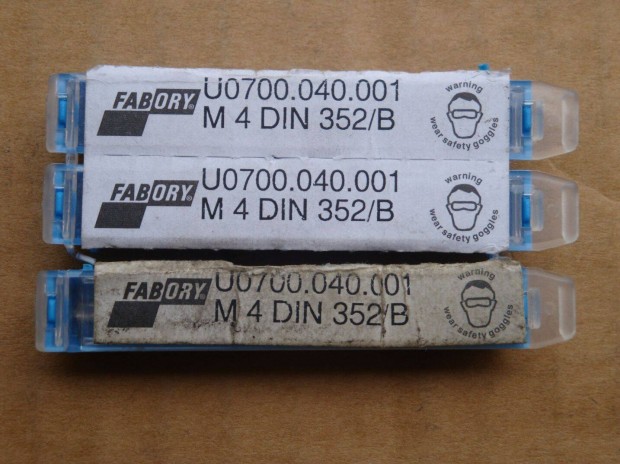 FABORY®
U0700.040.001
M 4 DIN 352/B
warning
wear safety goggles
FABORY®
U0700.040.001
M 4 DIN 352/B
warning
wear safety goggles
FABORY®
U0700.040.001
M 4 DIN 352/B
warning
wear safety goggles